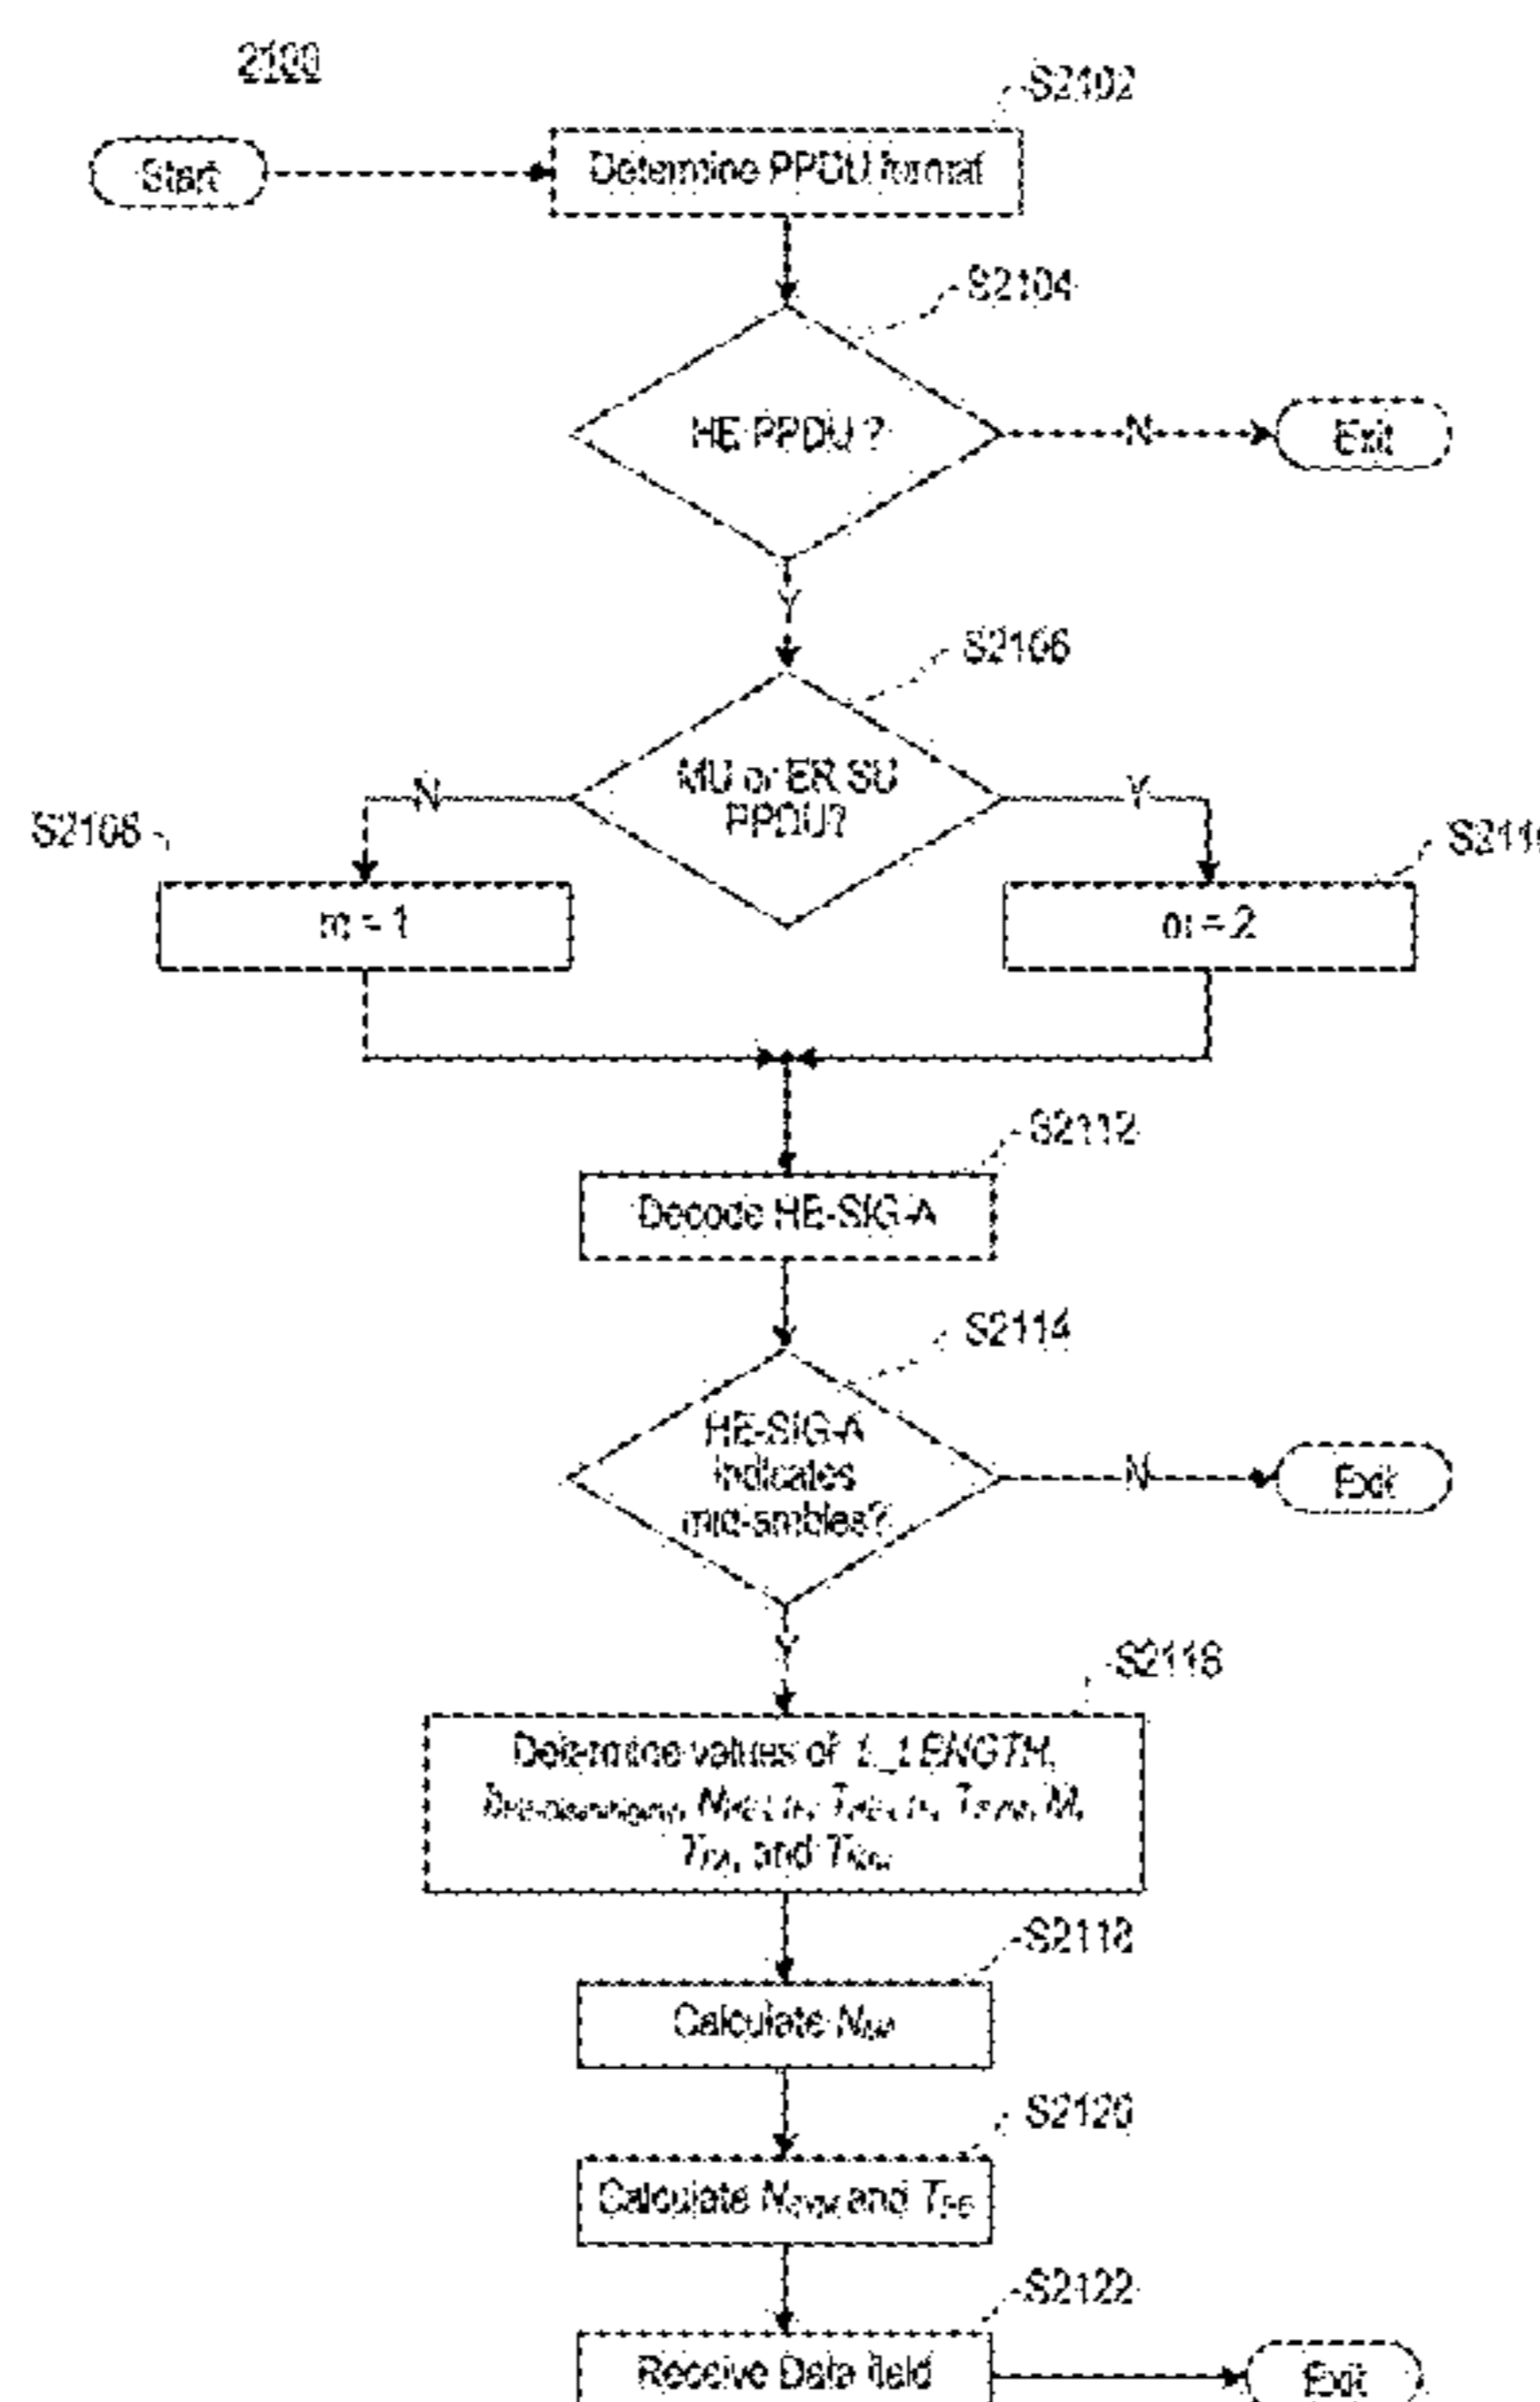 2100
S2102
Start
Determine PPDU format
S2104
HE PPDU ?
N
Exit
Y
S2106
MU or ER SU
PPDU?
N
Y
S2108
S211
m = 1
m = 2
S2112
Decode HE-SIG-A
S2114
HE-SIG-A
indicates
mid-ambles?
N
Exit
Y
S2116
Determine values of L_LENGTH,
M,
and
S2118
Calculate
S2120
Calculate and
S2122
Receive Data field
Exit